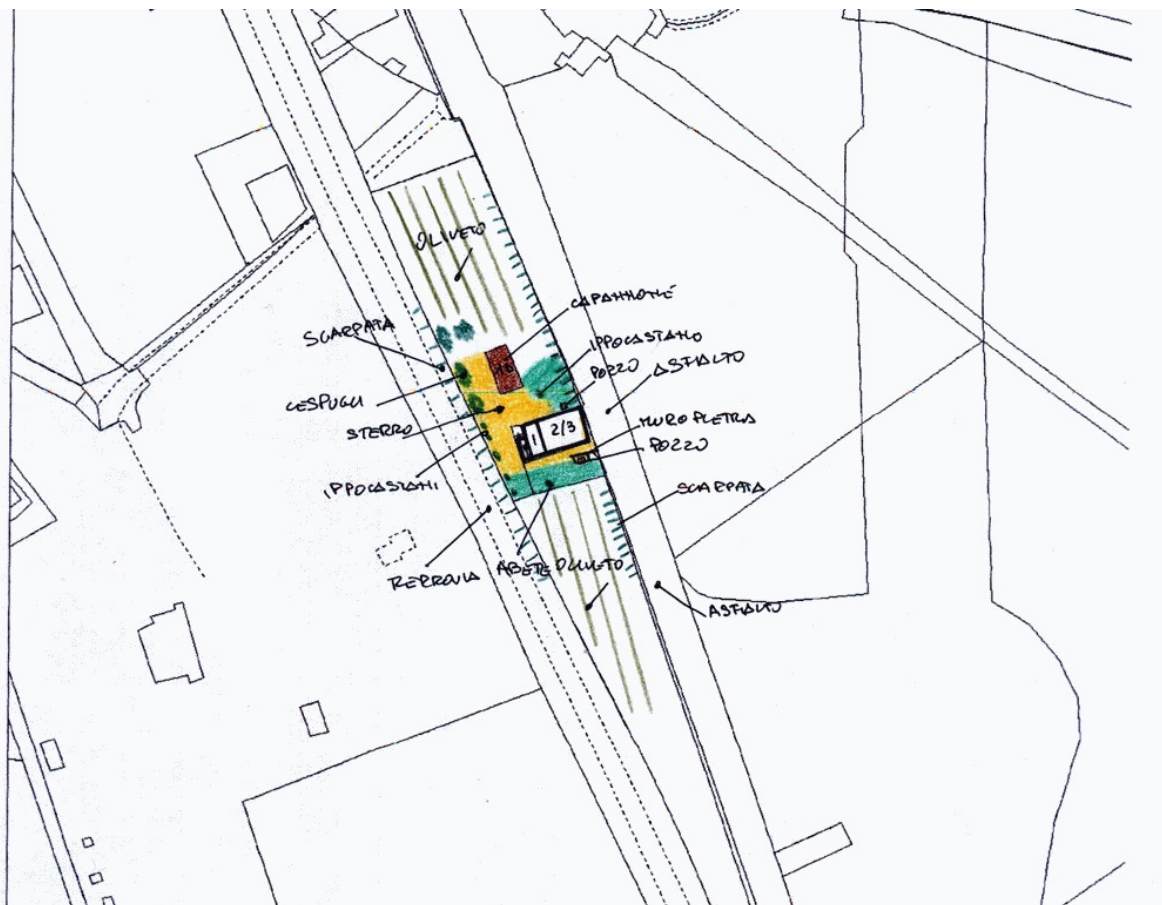 OLIVETO
CAPANNONE
SCARPATA
IPPOCASTANO
POZZO
ASFALTO
CESPUGLI
STERRO
1
2/3
MURO PIETRA
POZZO
IPPOCASTANI
SCARPATA
FERROVIA
ABETE
OLIVETO
ASFALTO